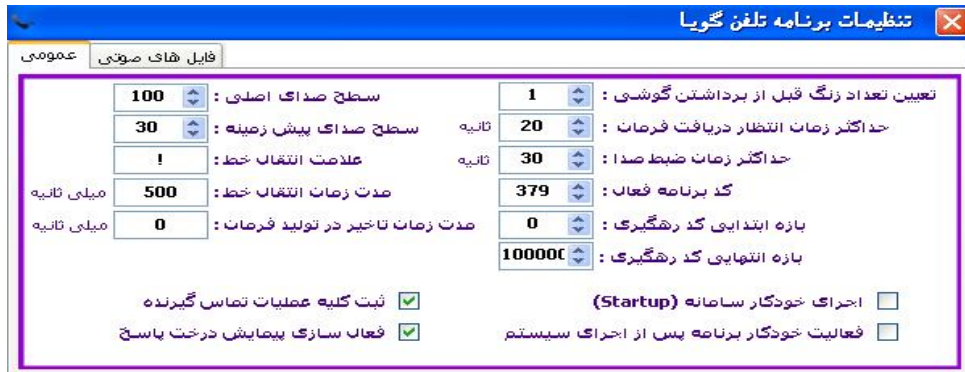 تنظیمات برنامه تلفن گویا
عمومی فایل های صوتی
تعیین تعداد زنگ قبل از برداشتن گوشی : 1
حداکثر زمان انتظار دریافت فرمان : 20 ثانیه
حداکثر زمان ضبط صدا : 30 ثانیه
کد برنامه فعال : 379
بازه ابتدایی کد رهگیری : 0
بازه انتهایی کد رهگیری : 100000
سطح صدای اصلی : 100
سطح صدای پیش زمینه : 30
علامت انتقال خط : !
مدت زمان انتقال خط : 500 میلی ثانیه
مدت زمان تاخیر در تولید فرمان : 0 میلی ثانیه
اجرای خودکار سامانه (Startup)
فعالیت خودکار برنامه پس از اجرای سیستم
ثبت کلیه عملیات تماس گیرنده
فعال سازی پیمایش درخت پاسخ